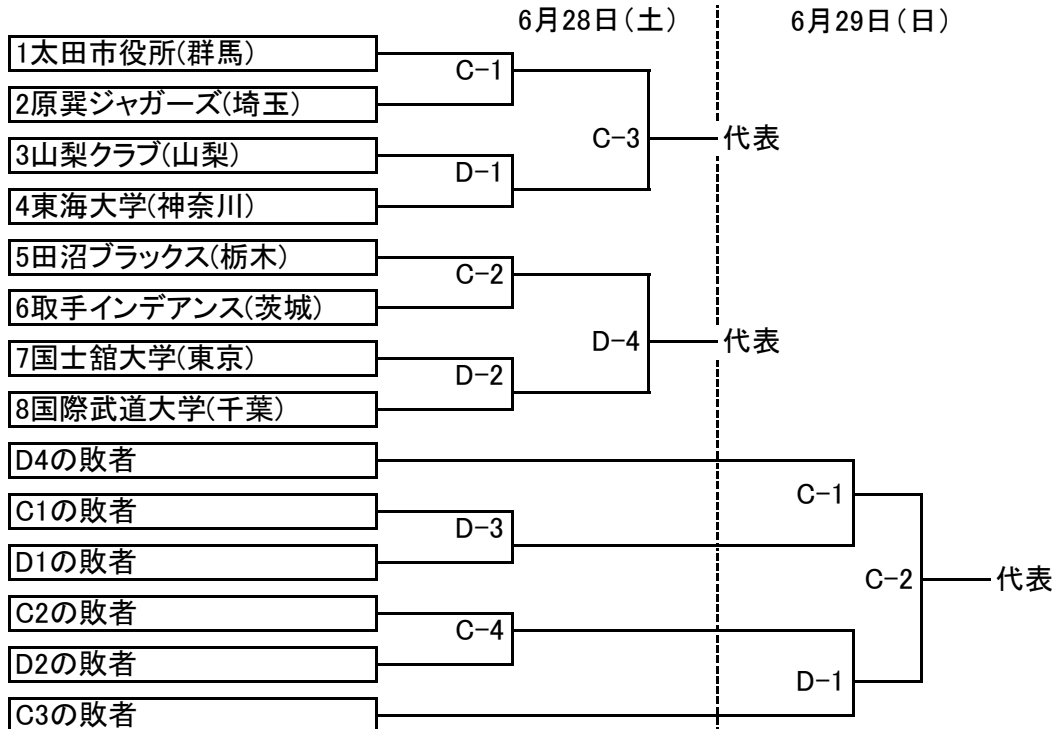 6月28日(土)
6月29日(日)
1太田市役所(群馬)
C-1
2原巽ジャガーズ(埼玉)
C-3
代表
3山梨クラブ(山梨)
D-1
4東海大学(神奈川)
5田沼ブラックス(栃木)
C-2
6取手インデアンス(茨城)
D-4
代表
7国士舘大学(東京)
D-2
8国際武道大学(千葉)
D4の敗者
C-1
C1の敗者
D-3
D1の敗者
C-2
代表
C2の敗者
C-4
D2の敗者
D-1
C3の敗者